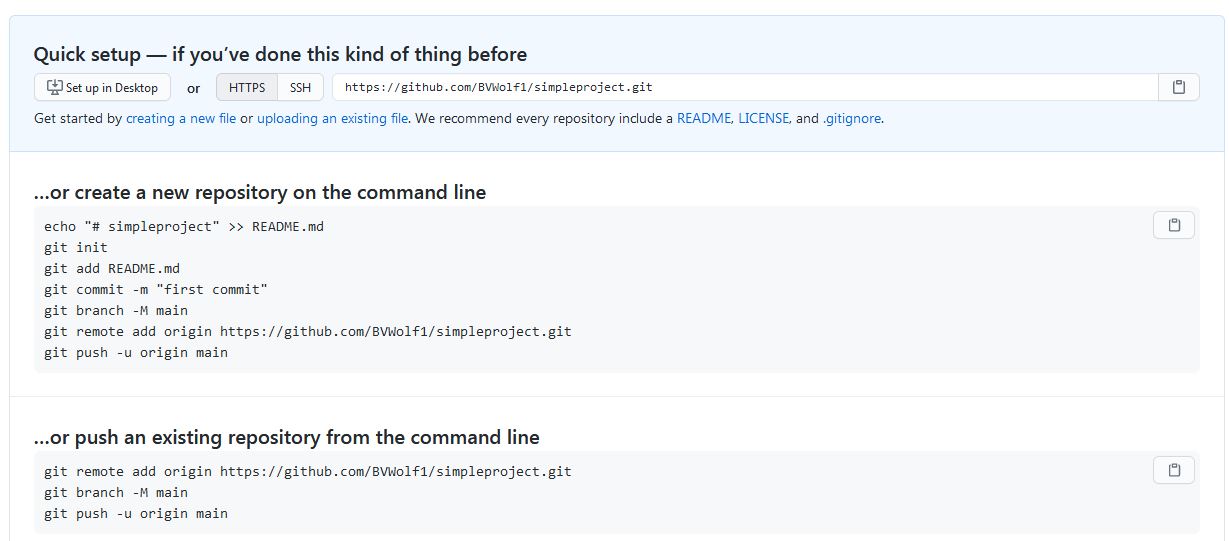 Quick setup — if you've done this kind of thing before
Set up in Desktop or HTTPS SSH https://github.com/BVWolf1/simpleproject.git
Get started by creating a new file or uploading an existing file. We recommend every repository include a README, LICENSE, and .gitignore.
…or create a new repository on the command line
echo "# simpleproject" >> README.md
git init
git add README.md
git commit -m "first commit"
git branch -M main
git remote add origin https://github.com/BVWolf1/simpleproject.git
git push -u origin main
…or push an existing repository from the command line
git remote add origin https://github.com/BVWolf1/simpleproject.git
git branch -M main
git push -u origin main